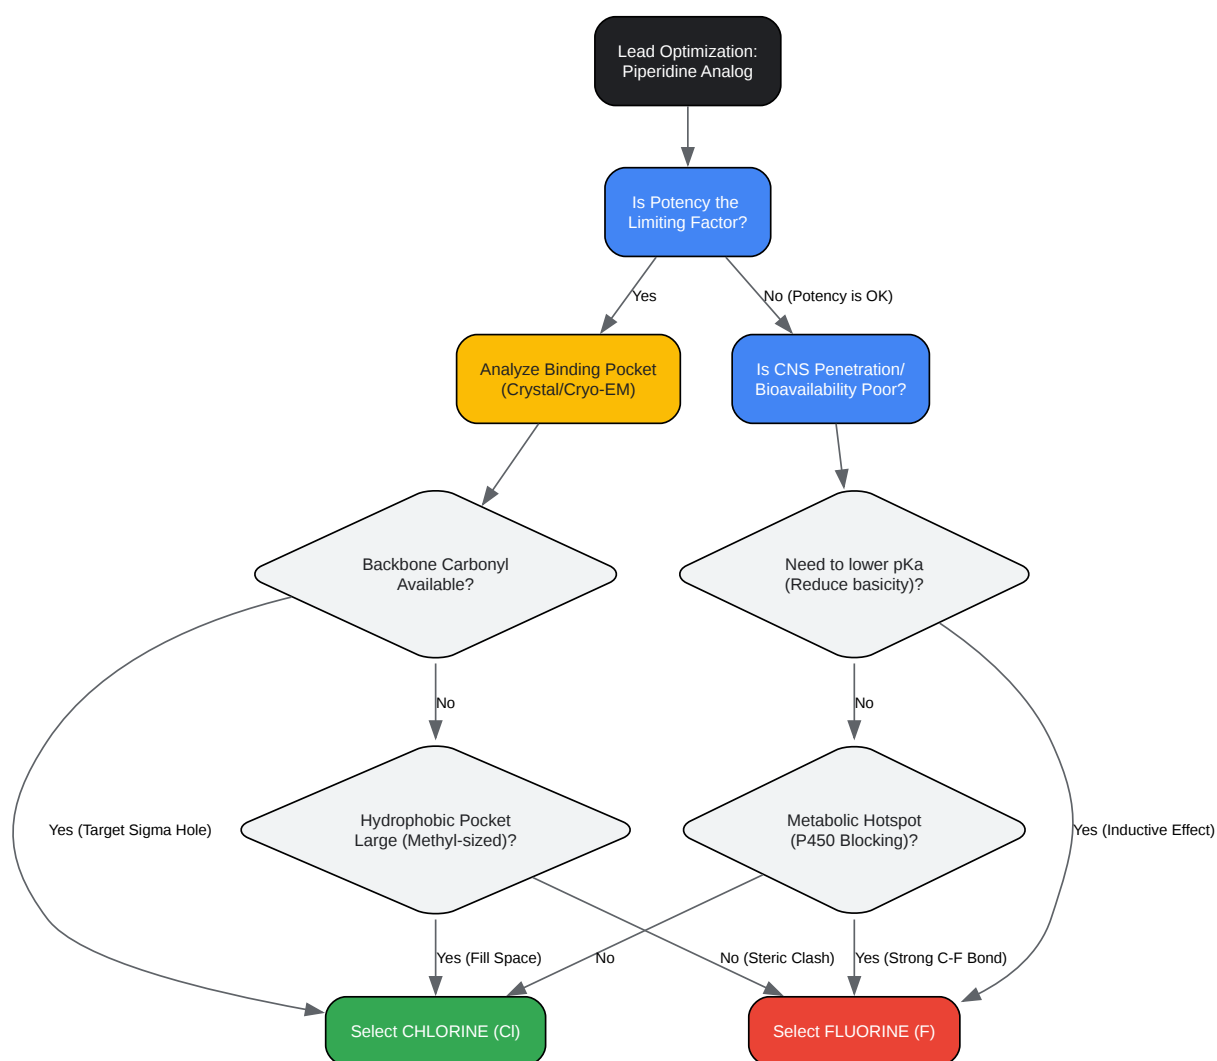 Lead Optimization:
Piperidine Analog
Is Potency the
Limiting Factor?
Yes
No (Potency is OK)
Analyze Binding Pocket
(Crystal/Cryo-EM)
Is CNS Penetration/
Bioavailability Poor?
Backbone Carbonyl
Available?
Need to lower pKa
(Reduce basicity)?
No
No
Hydrophobic Pocket
Large (Methyl-sized)?
Metabolic Hotspot
(P450 Blocking)?
Yes (Target Sigma Hole)
Yes (Inductive Effect)
Yes (Fill Space)
No
No (Steric Clash)
Yes (Strong C-F Bond)
Select CHLORINE (Cl)
Select FLUORINE (F)